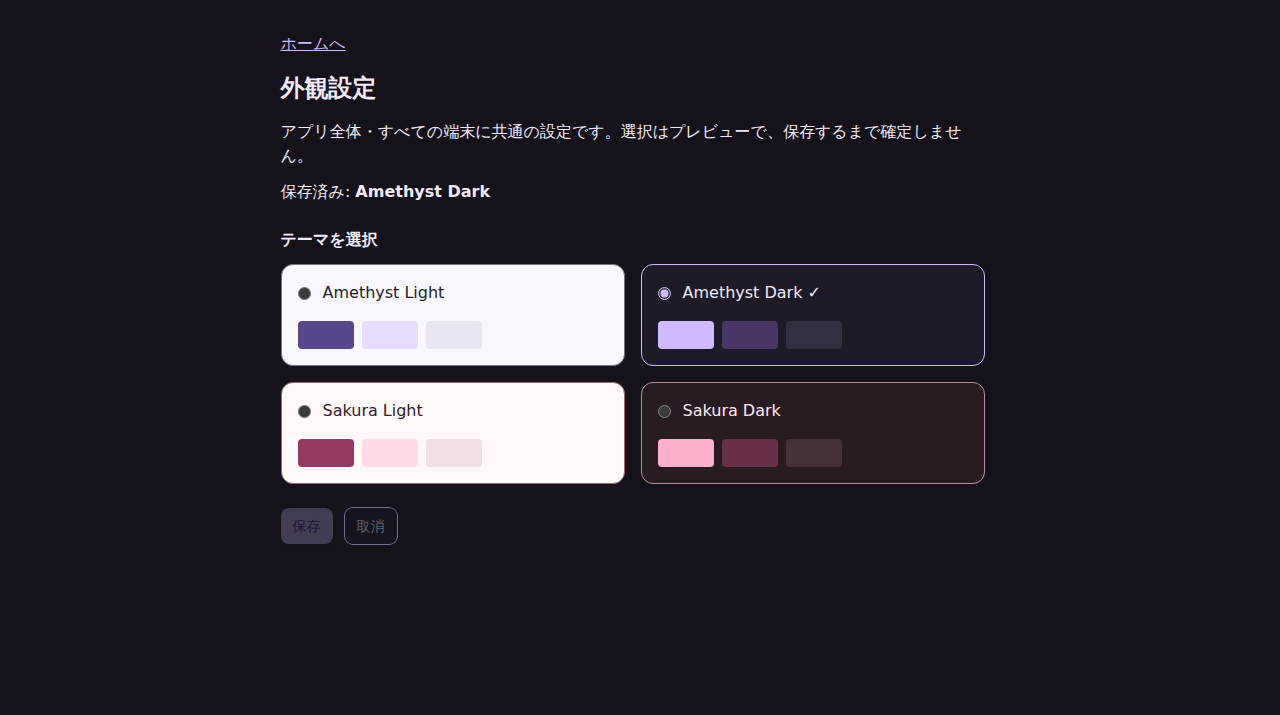 ホームへ
外観設定
アプリ全体・すべての端末に共通の設定です。選択はプレビューで、保存するまで確定しませ
ん。
保存済み: Amethyst Dark
テーマを選択
Amethyst Light
Amethyst Dark ✓
Sakura Light
Sakura Dark
保存
取消